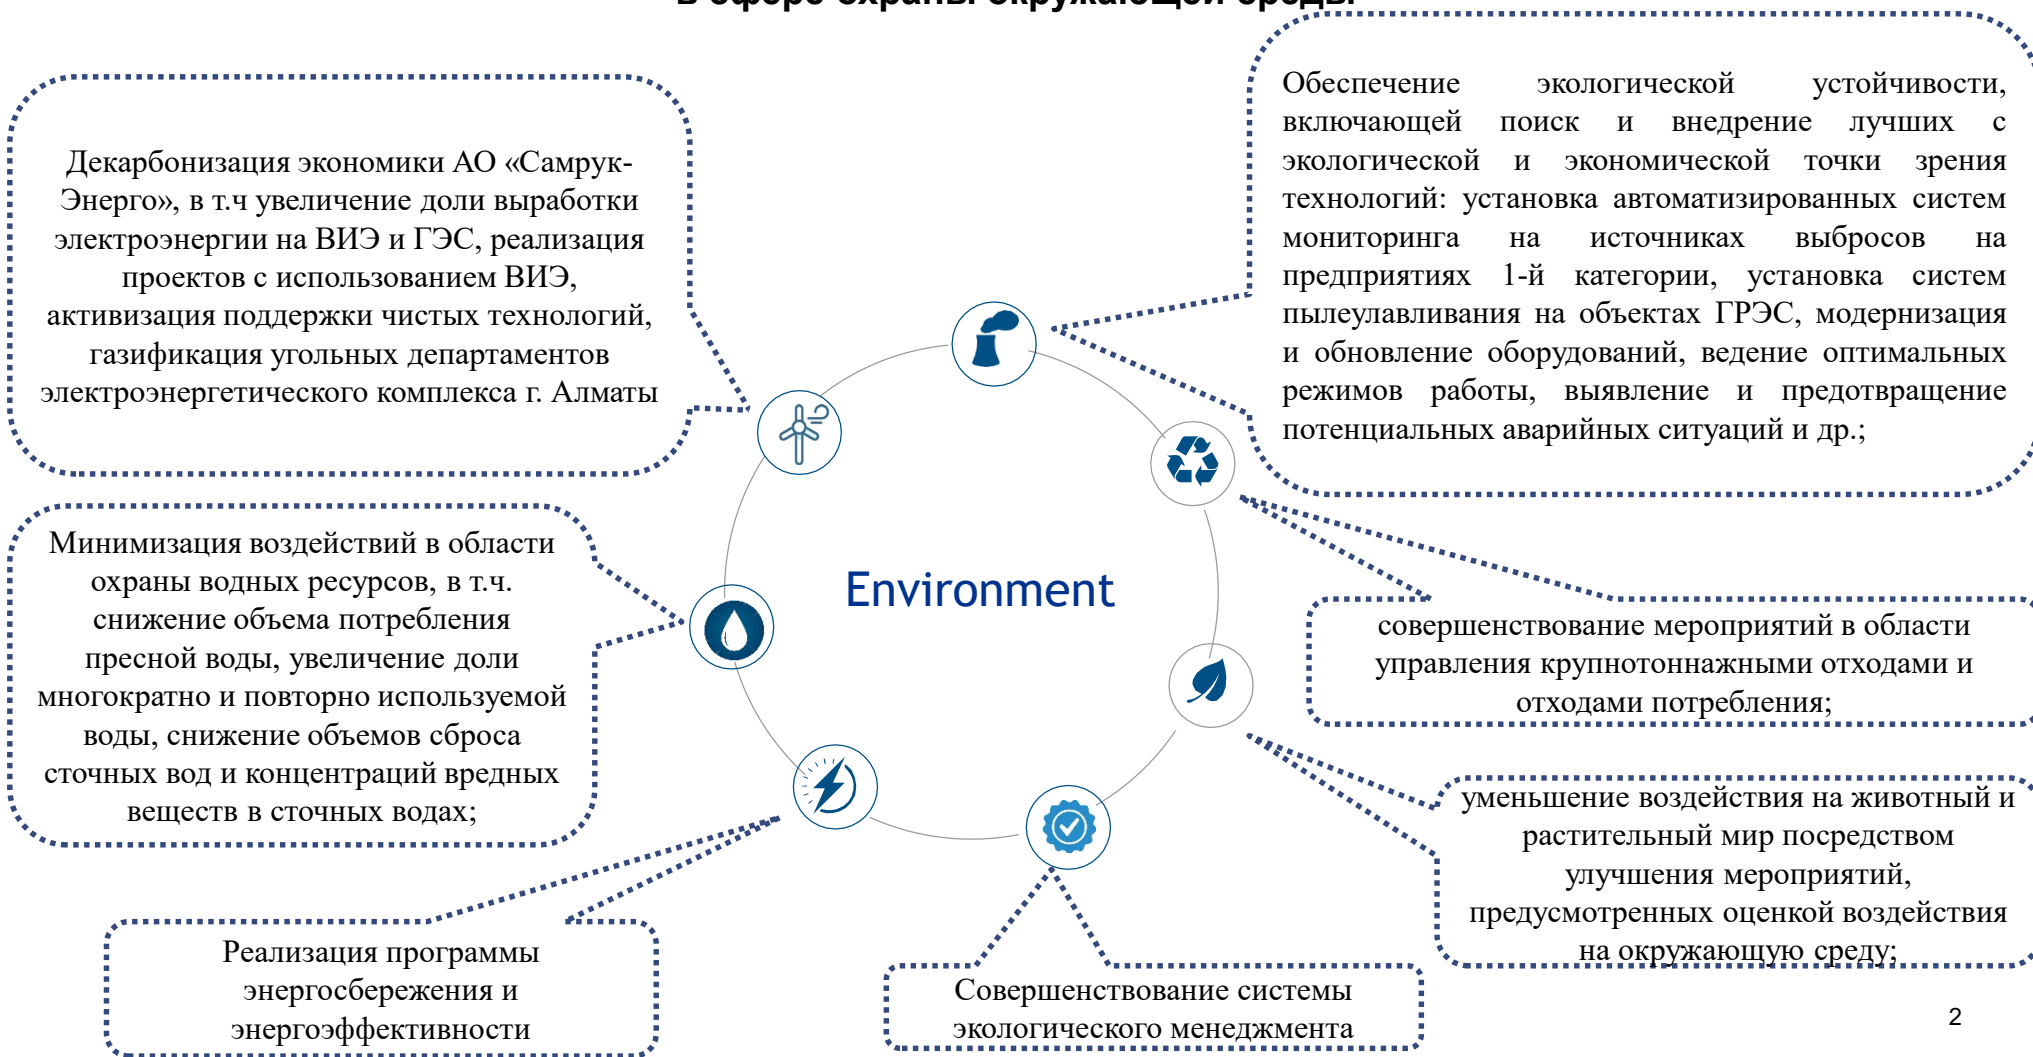 в сфере охраны окружающей среды
Декарбонизация экономики АО «Самрук-
Энерго», в т.ч увеличение доли выработки
электроэнергии на ВИЭ и ГЭС, реализация
проектов с использованием ВИЭ,
активизация поддержки чистых технологий,
газификация угольных департаментов
электроэнергетического комплекса г. Алматы
Обеспечение экологической устойчивости,
включающей поиск и внедрение лучших с
экологической и экономической точки зрения
технологий: установка автоматизированных систем
мониторинга на источниках выбросов на
предприятиях 1-й категории, установка систем
пылеулавливания на объектах ГРЭС, модернизация
и обновление оборудований, ведение оптимальных
режимов работы, выявление и предотвращение
потенциальных аварийных ситуаций и др.;
Минимизация воздействий в области
охраны водных ресурсов, в т.ч.
снижение объема потребления
пресной воды, увеличение доли
многократно и повторно используемой
воды, снижение объемов сброса
сточных вод и концентраций вредных
веществ в сточных водах;
Environment
совершенствование мероприятий в области
управления крупнотоннажными отходами и
отходами потребления;
уменьшение воздействия на животный и
растительный мир посредством
улучшения мероприятий,
предусмотренных оценкой воздействия
на окружающую среду;
Реализация программы
энергосбережения и
энергоэффективности
Совершенствование системы
экологического менеджмента
2